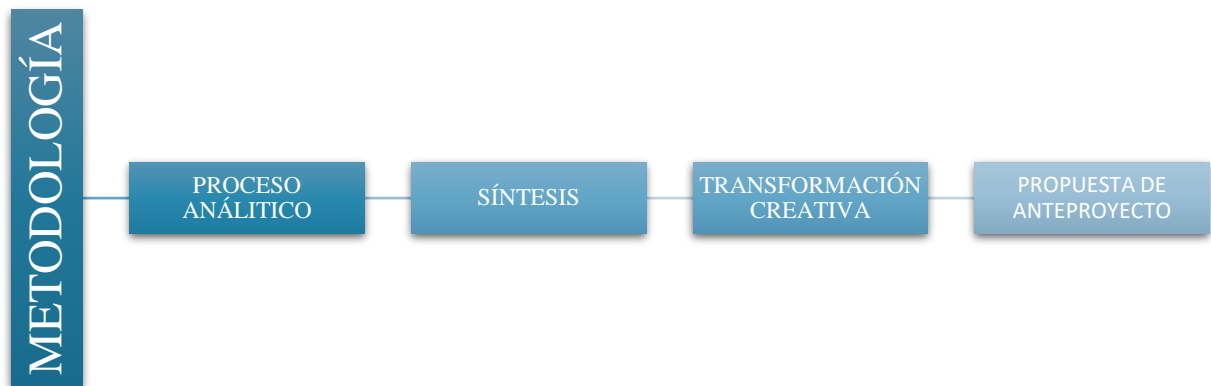 METODOLOGÍA
PROCESO
ANÁLITICO
SÍNTESIS
TRANSFORMACIÓN
CREATIVA
PROPUESTA DE
ANTEPROYECTO